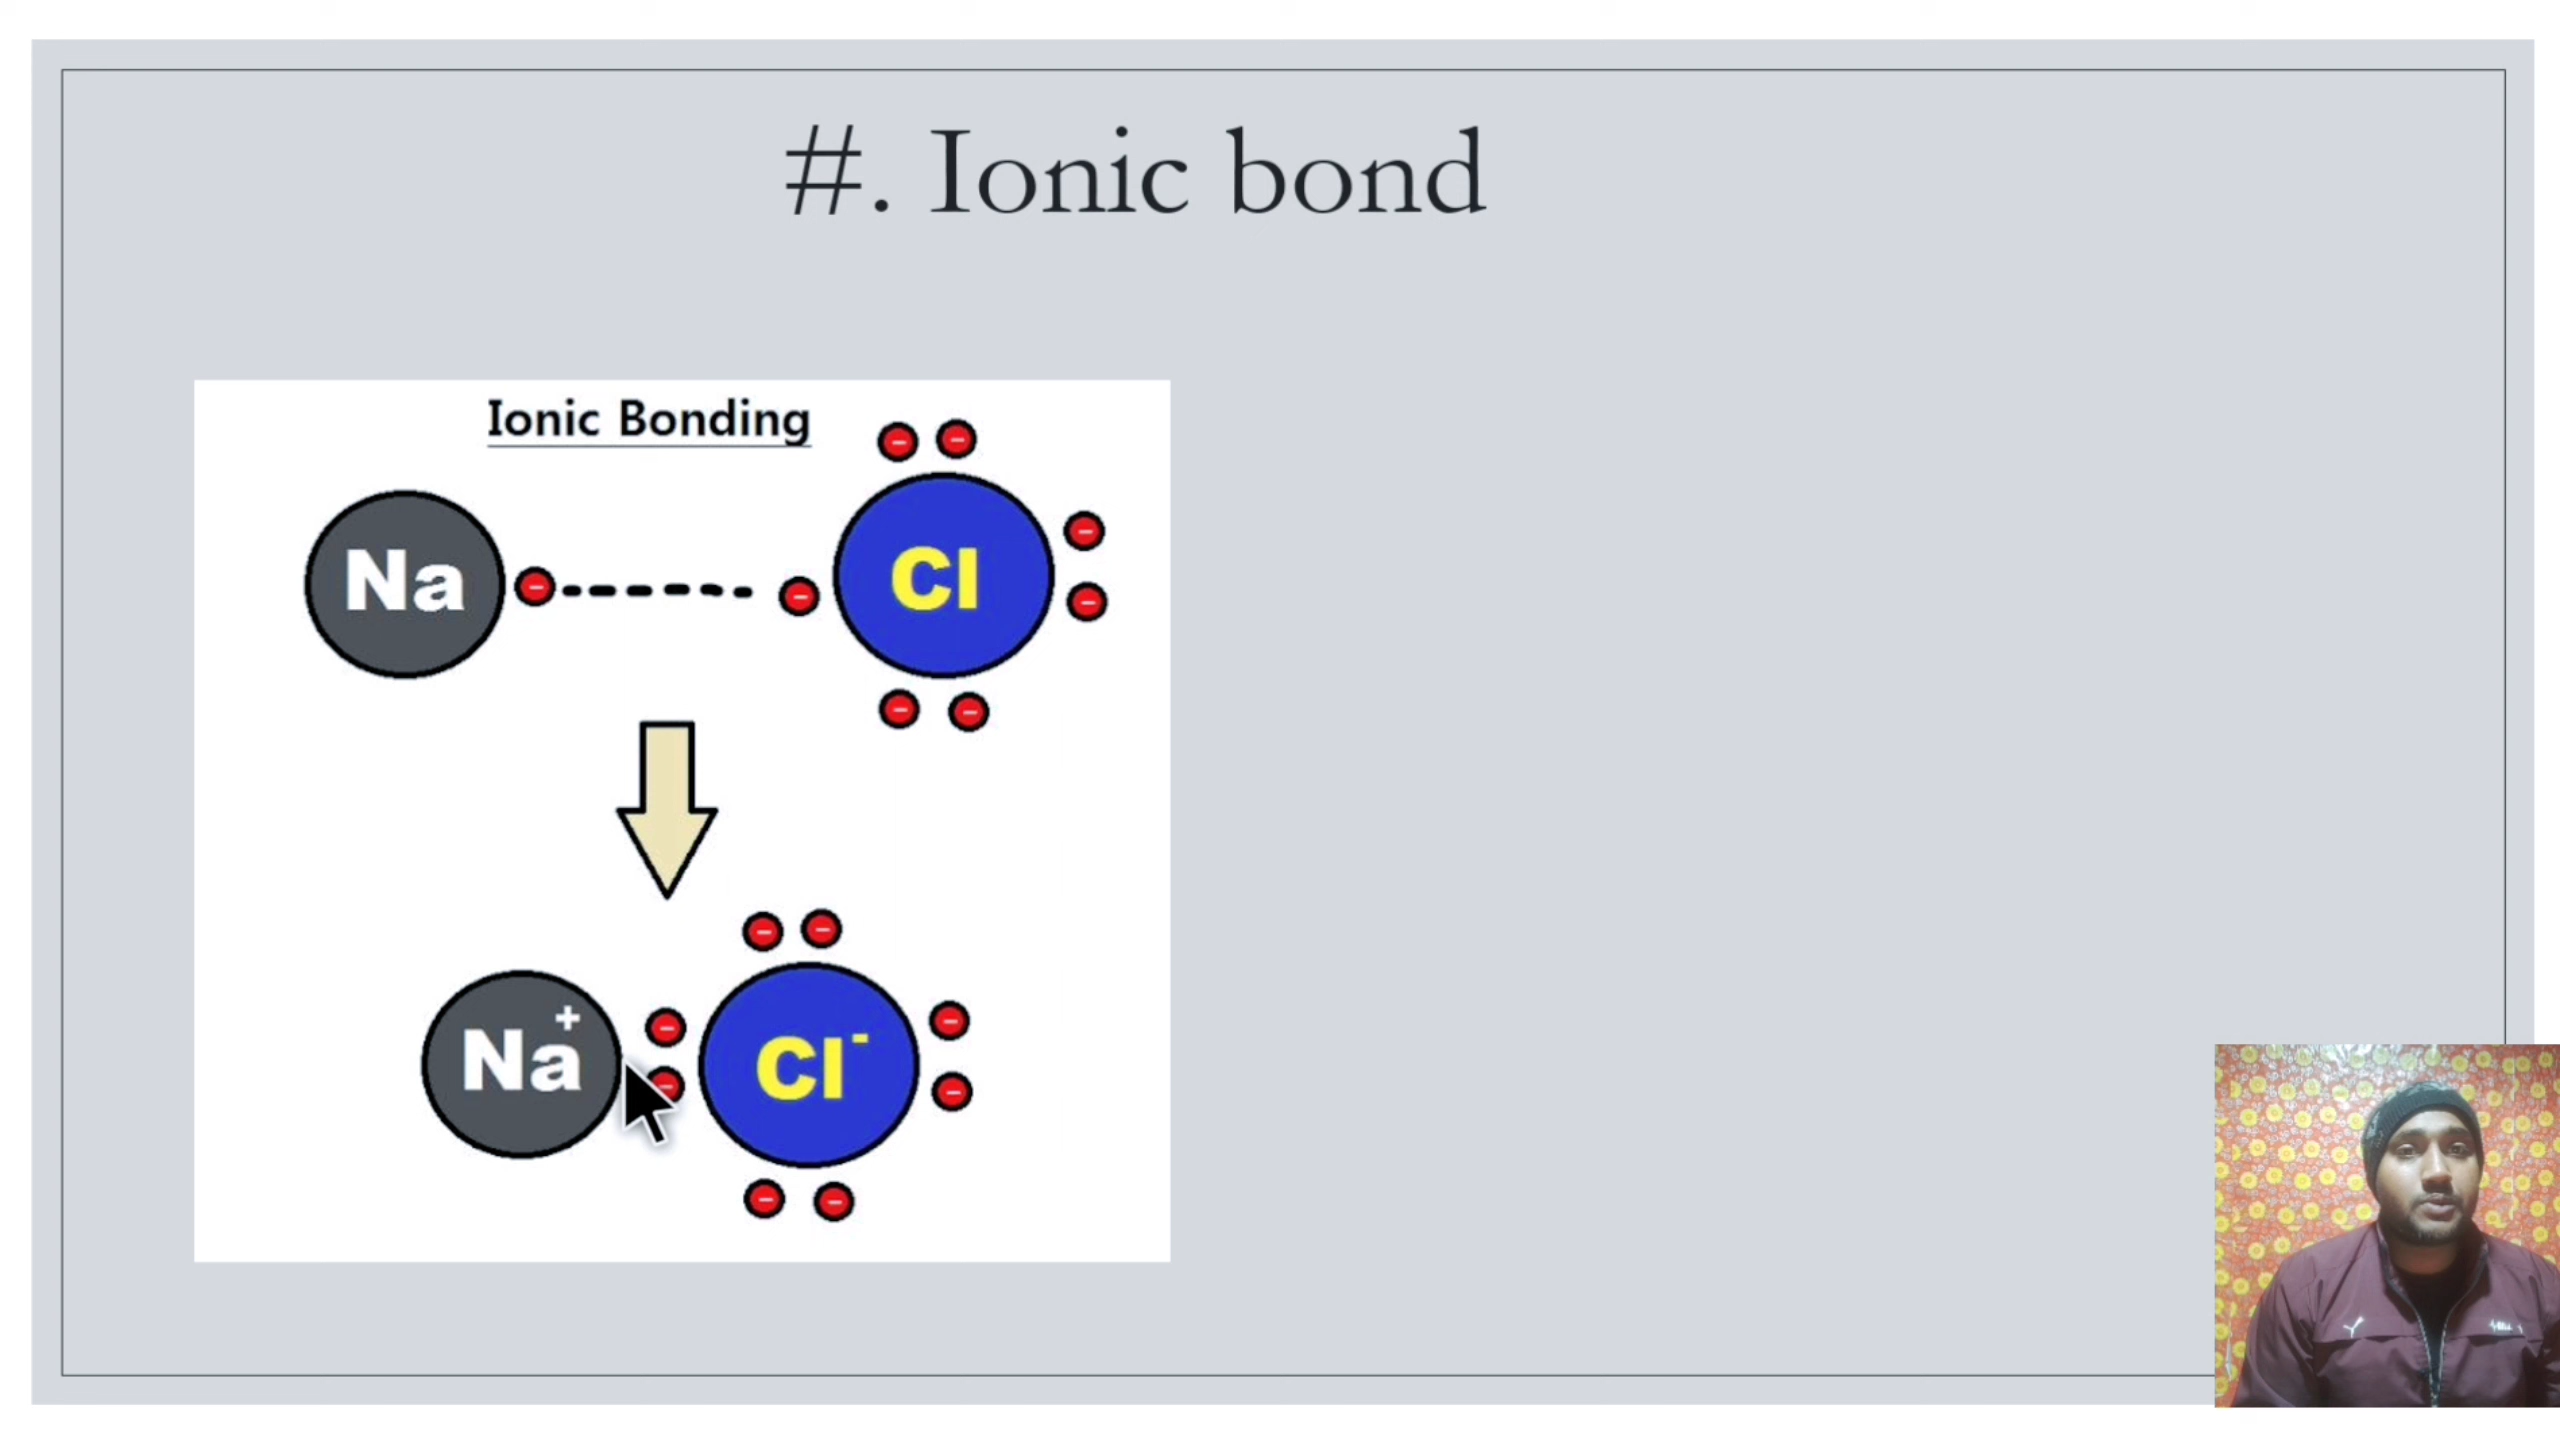 #. Ionic bond
Ionic Bonding
Na
Cl
Na+
Cl-